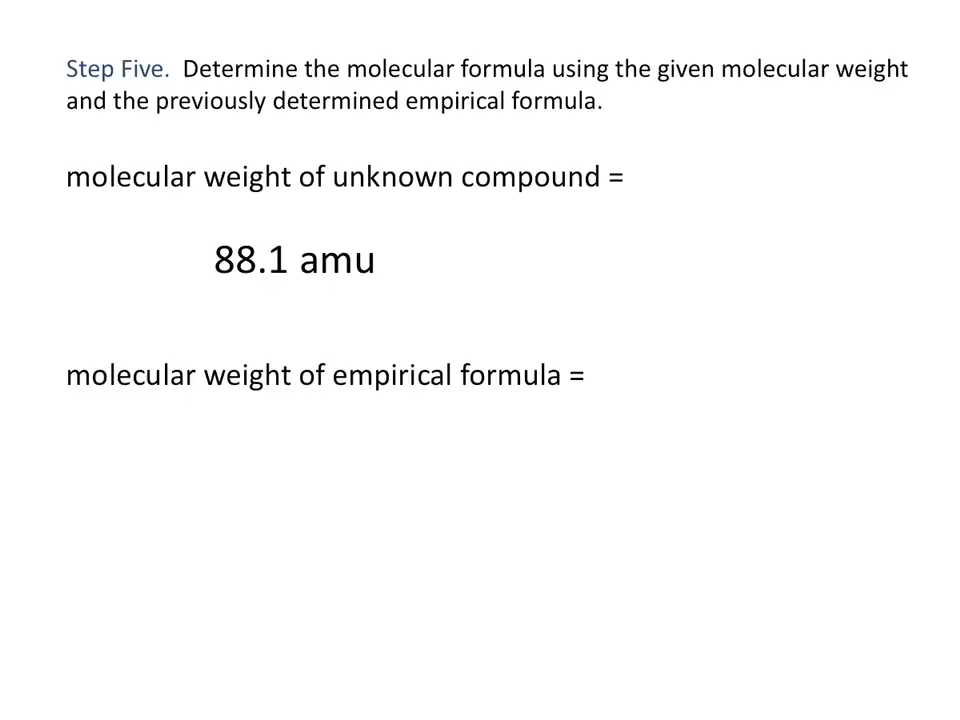 Step Five. Determine the molecular formula using the given molecular weight
and the previously determined empirical formula.
molecular weight of unknown compound =
88.1 amu
molecular weight of empirical formula =